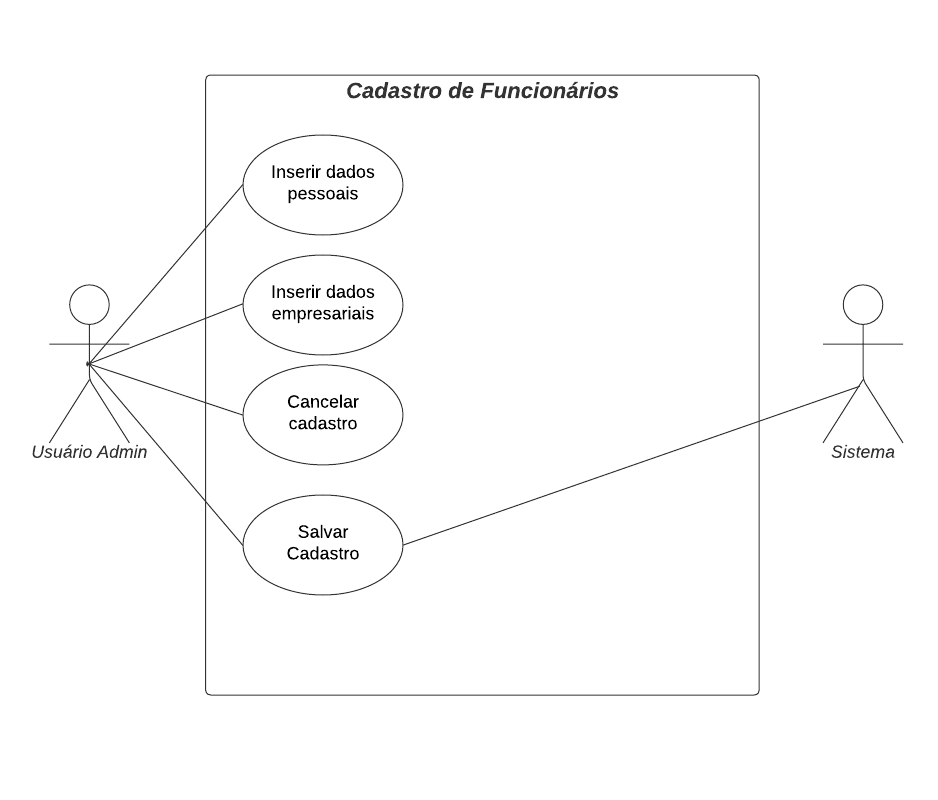 Cadastro de Funcionários
Inserir dados
pessoais
Inserir dados
empresariais
Cancelar
cadastro
Usuário Admin
Sistema
Salvar
Cadastro